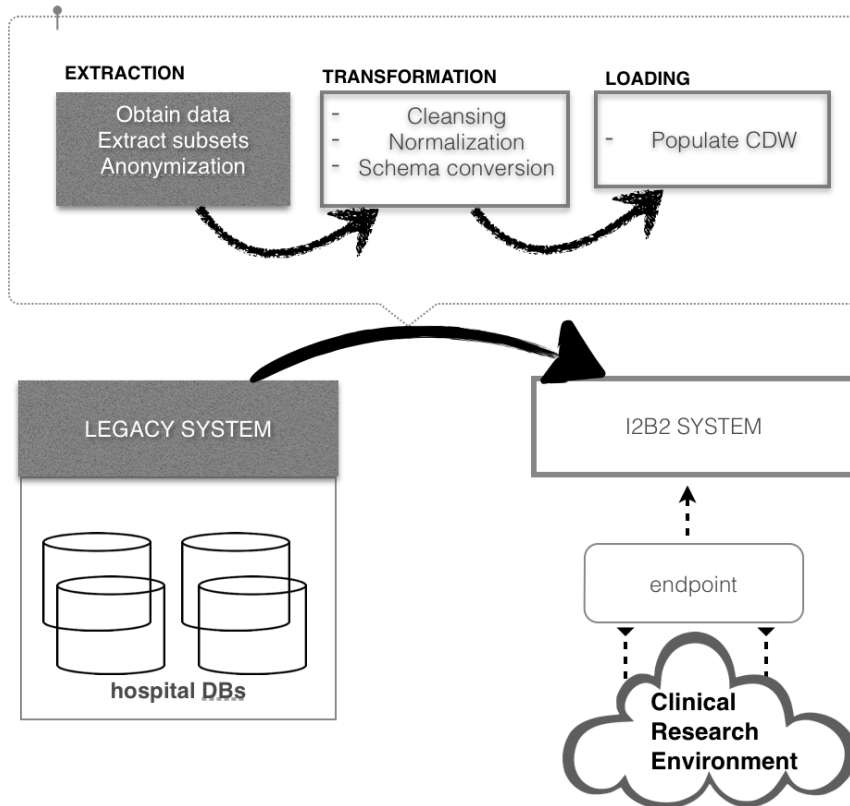 EXTRACTION
Obtain data
Extract subsets
Anonymization
TRANSFORMATION
- Cleansing
- Normalization
- Schema conversion
LOADING
- Populate CDW
LEGACY SYSTEM
I2B2 SYSTEM
endpoint
hospital DBs
Clinical
Research
Environment